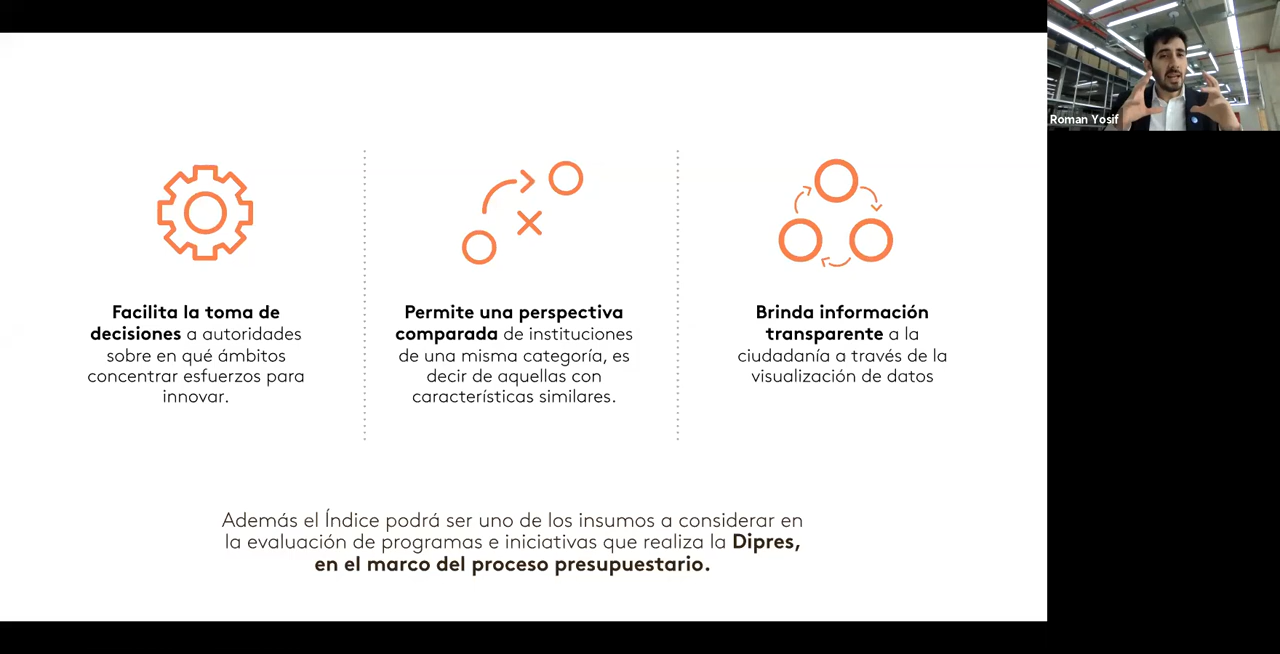 Roman Yosif
Facilita la toma de
decisiones a autoridades
sobre en qué ámbitos
concentrar esfuerzos para
innovar.
Permite una perspectiva
comparada de instituciones
de una misma categoría, es
decir de aquellas con
características similares.
Brinda información
transparente a la
ciudadanía a través de la
visualización de datos
Además el Índice podrá ser uno de los insumos a considerar en
la evaluación de programas e iniciativas que realiza la Dipres,
en el marco del proceso presupuestario.